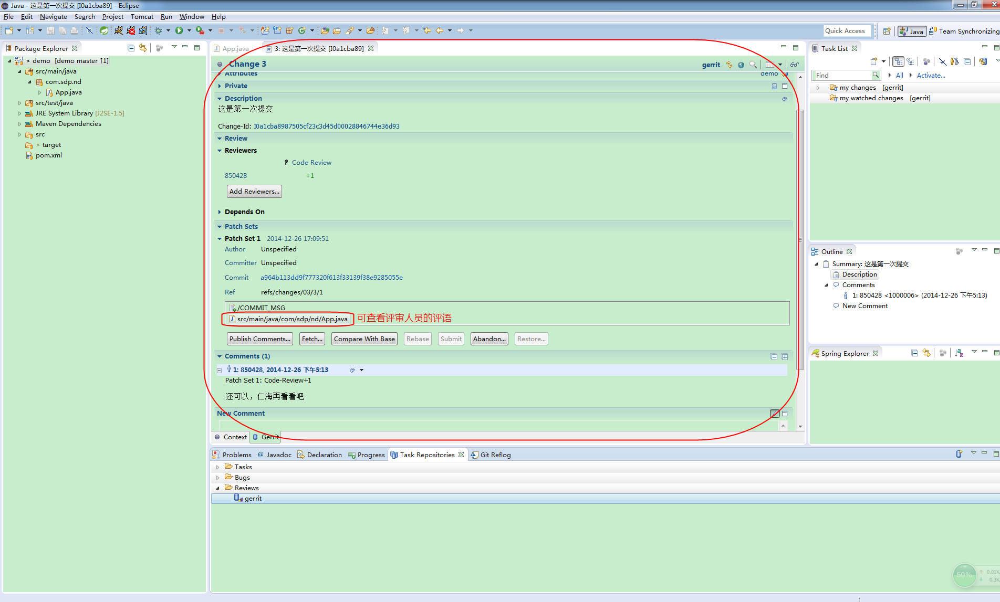 Java - 这是第一次提交 [I0a1cba89] - Eclipse
File Edit Navigate Search Project Tomcat Run Window Help
Quick Access
Java
Team Synchronizing
Package Explorer
> demo [demo master ↑1]
src/main/java
com.sdp.nd
App.java
src/test/java
JRE System Library [J2SE-1.5]
Maven Dependencies
src
> target
pom.xml
App.java
3: 这是第一次提交 [I0a1cba89]
Change 3
gerrit
Attributes
demo
Private
Description
这是第一次提交
Change-Id: I0a1cba8987505cf23c3d45d00028846744e36d93
Review
Reviewers
? Code Review
850428 +1
Add Reviewers...
Depends On
Patch Sets
Patch Set 1 2014-12-26 17:09:51
Author Unspecified
Committer Unspecified
Commit a964b113dd9f777320f613f33139f38e9285055e
Ref refs/changes/03/3/1
/COMMIT_MSG
src/main/java/com/sdp/nd/App.java 可查看评审人员的评语
Publish Comments... Fetch... Compare With Base Rebase Submit Abandon... Restore...
Comments (1)
1: 850428, 2014-12-26 下午5:13
Patch Set 1: Code-Review+1
还可以，仁海再看看吧
New Comment
Context Gerrit
Task List
Find
All
Activate...
my changes [gerrit]
my watched changes [gerrit]
Outline
Summary: 这是第一次提交
Description
Comments
1: 850428 <1000006> (2014-12-26 下午5:13)
New Comment
Spring Explorer
Problems @ Javadoc Declaration Progress Task Repositories Git Reflog
Tasks
Bugs
Reviews
gerrit
50%
↑ 0.01K
↓ 0.3K